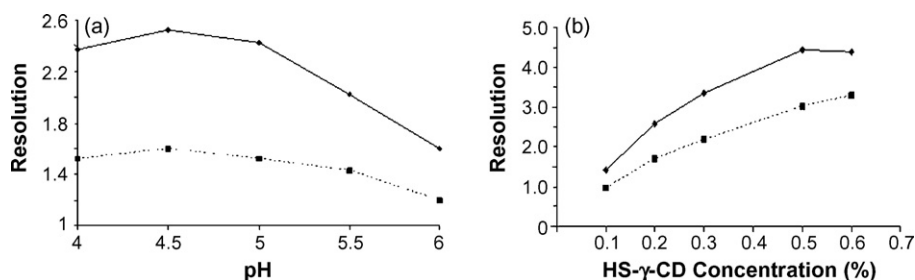 (a)
Resolution
2.6
2.2
1.8
1.4
1
4 4.5 5 5.5 6
pH
(b)
Resolution
5.0
4.0
3.0
2.0
1.0
0
0.1 0.2 0.3 0.4 0.5 0.6 0.7
HS-γ-CD Concentration (%)